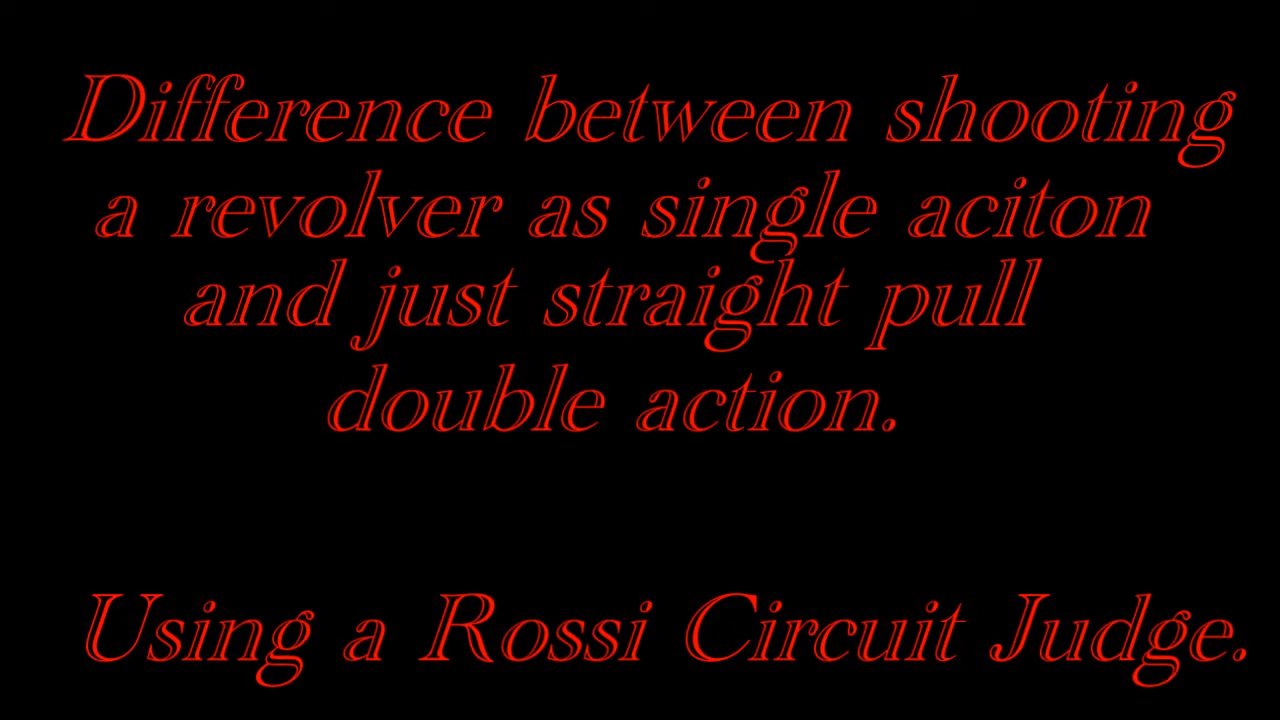 Difference between shooting
a revolver as single aciton
and just straight pull
double action.
Using a Rossi Circuit Judge.